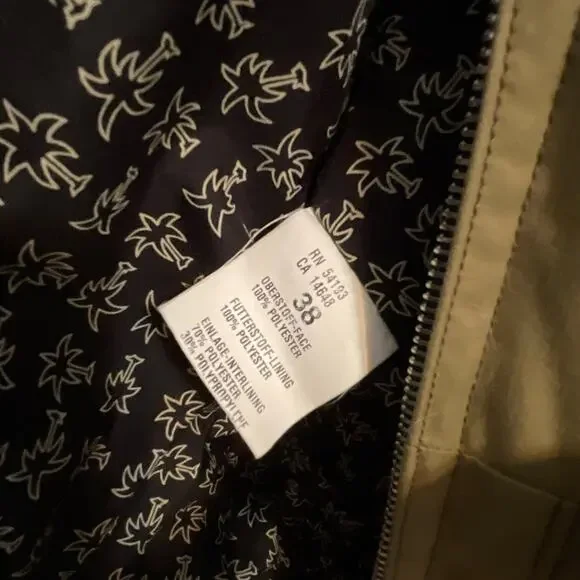 RN 54193
CA 14648
38
OBERSTOFF-FACE
100% POLYESTER
FUTTERSTOFF-LINING
100% POLYESTER
EINLAGE-INTERLINING
70% POLYESTER
30% POLYPROPYLENE